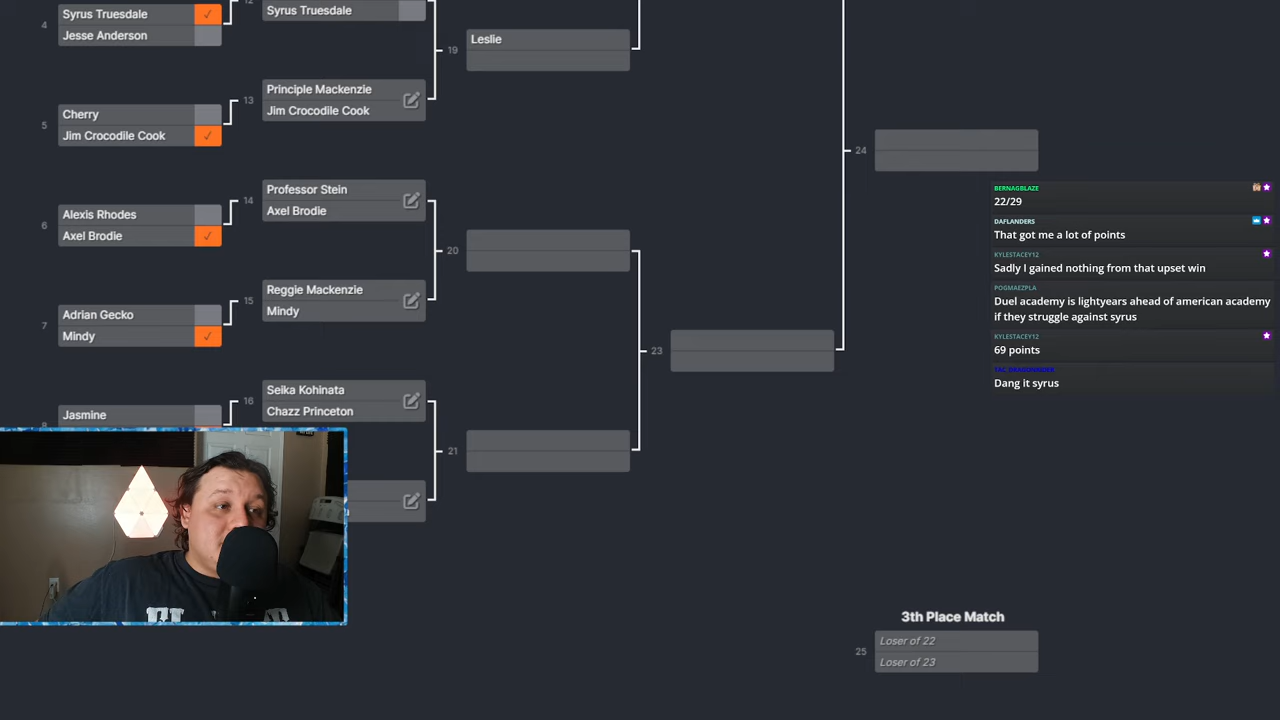 4
Syrus Truesdale
Jesse Anderson
Syrus Truesdale
19
Leslie
13
Principle Mackenzie
Jim Crocodile Cook
5
Cherry
Jim Crocodile Cook
24
14
Professor Stein
Axel Brodie
6
Alexis Rhodes
Axel Brodie
20
15
Reggie Mackenzie
Mindy
7
Adrian Gecko
Mindy
23
16
Seika Kohinata
Chazz Princeton
Jasmine
21
3th Place Match
25
Loser of 22
Loser of 23
BERNAGBLAZE
22/29
DAFLANDERS
That got me a lot of points
KYLESTACEY12
Sadly I gained nothing from that upset win
POGMAEZPLA
Duel academy is lightyears ahead of american academy
if they struggle against syrus
KYLESTACEY12
69 points
Dang it syrus